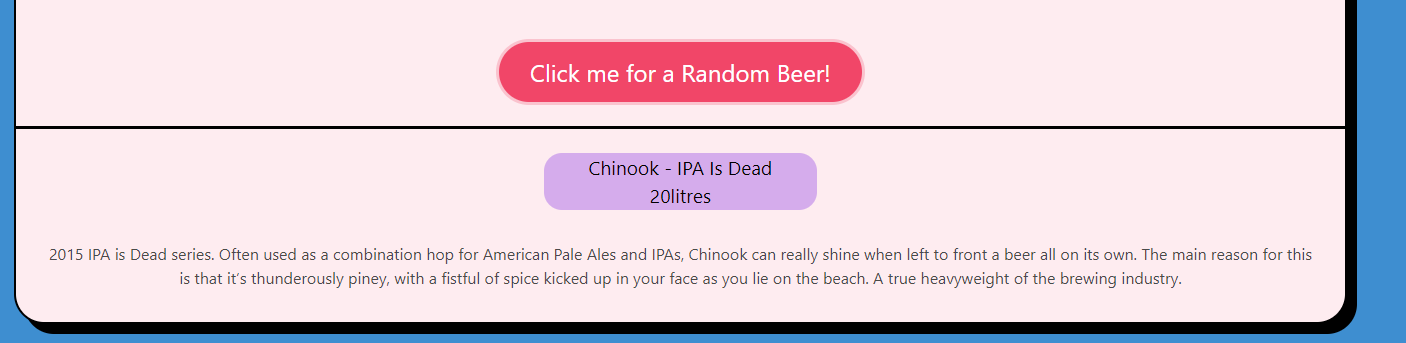 Click me for a Random Beer!
Chinook - IPA Is Dead
20litres
2015 IPA is Dead series. Often used as a combination hop for American Pale Ales and IPAs, Chinook can really shine when left to front a beer all on its own. The main reason for this
is that it’s thunderously piney, with a fistful of spice kicked up in your face as you lie on the beach. A true heavyweight of the brewing industry.